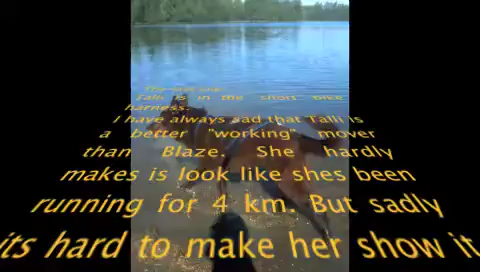 Talli is in the short bike
harness.
I have always sad that Talli is
a better "working" mover
than Blaze. She hardly
makes is look like shes been
running for 4 km. But sadly
its hard to make her show it